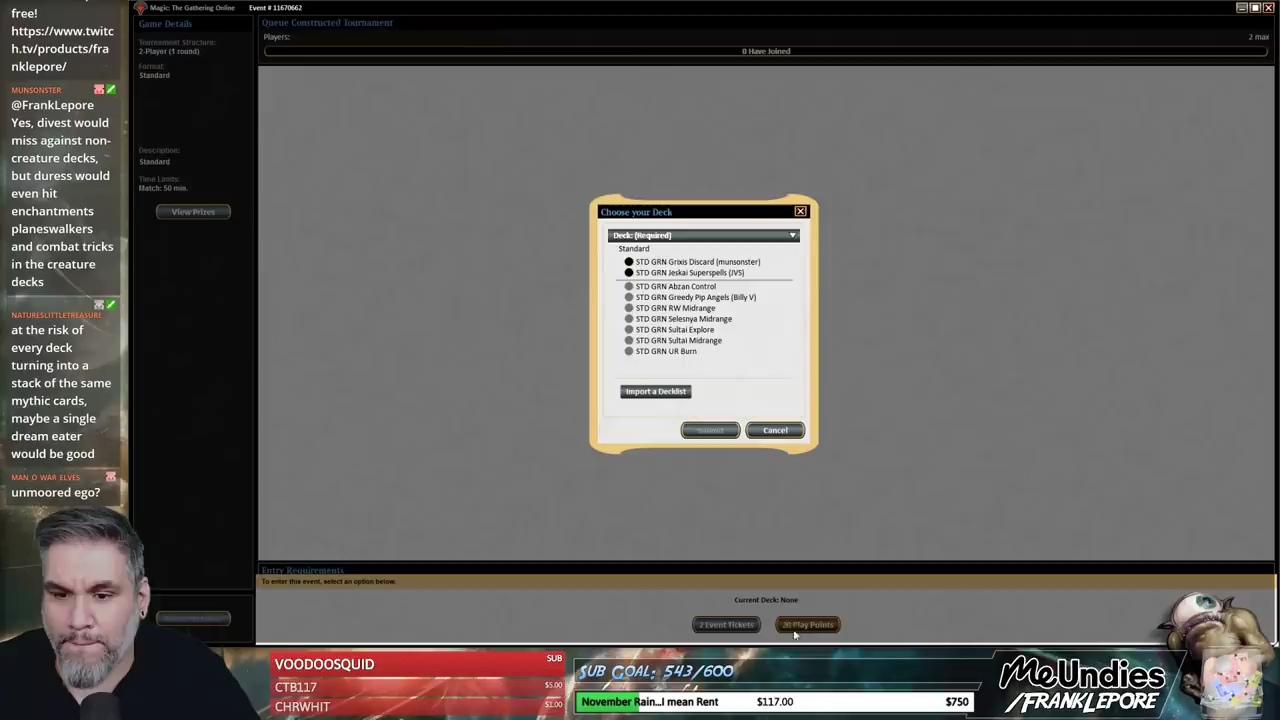 free!
https://www.twitc
h.tv/products/fra
nklepore/
MUNSONSTER
@FrankLepore
Yes, divest would
miss against non-
creature decks,
but duress would
even hit
enchantments
planeswalkers
and combat tricks
in the creature
decks
NATURESLITTLETREASURE
at the risk of
every deck
turning into a
stack of the same
mythic cards,
maybe a single
dream eater
would be good
MAN O WAR ELVES
unmoored ego?
Magic: The Gathering Online
Event # 11670662
Game Details
Tournament Structure:
2-Player (1 round)
Format:
Standard
Description:
Standard
Time Limits:
Match: 50 min.
View Prizes
Queue Constructed Tournament
Players:
2 max
0 Have Joined
Choose your Deck
Deck: (Required)
Standard
STD GRN Grixis Discard (munsonster)
STD GRN Jeskai Superspells (JVS)
STD GRN Abzan Control
STD GRN Greedy Pip Angels (Billy V)
STD GRN RW Midrange
STD GRN Selesnya Midrange
STD GRN Sultai Explore
STD GRN Sultai Midrange
STD GRN UR Burn
Import a Decklist
Submit
Cancel
Entry Requirements
To enter this event, select an option below.
Current Deck: None
2 Event Tickets
20 Play Points
VOODOOSQUID
SUB
CTB117
$5.00
CHRWHIT
$1.00
SUB GOAL: 543/600
November Rain...I mean Rent
$117.00
$750
MeUndies
/FRANKLEPORE